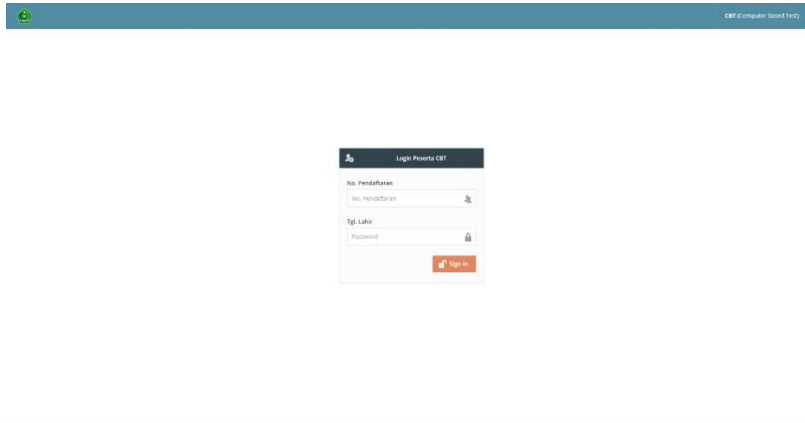 CBT (Computer Based Test)
Login Peserta CBT
No. Pendaftaran
No. Pendaftaran
Tgl. Lahir
Password
Sign in